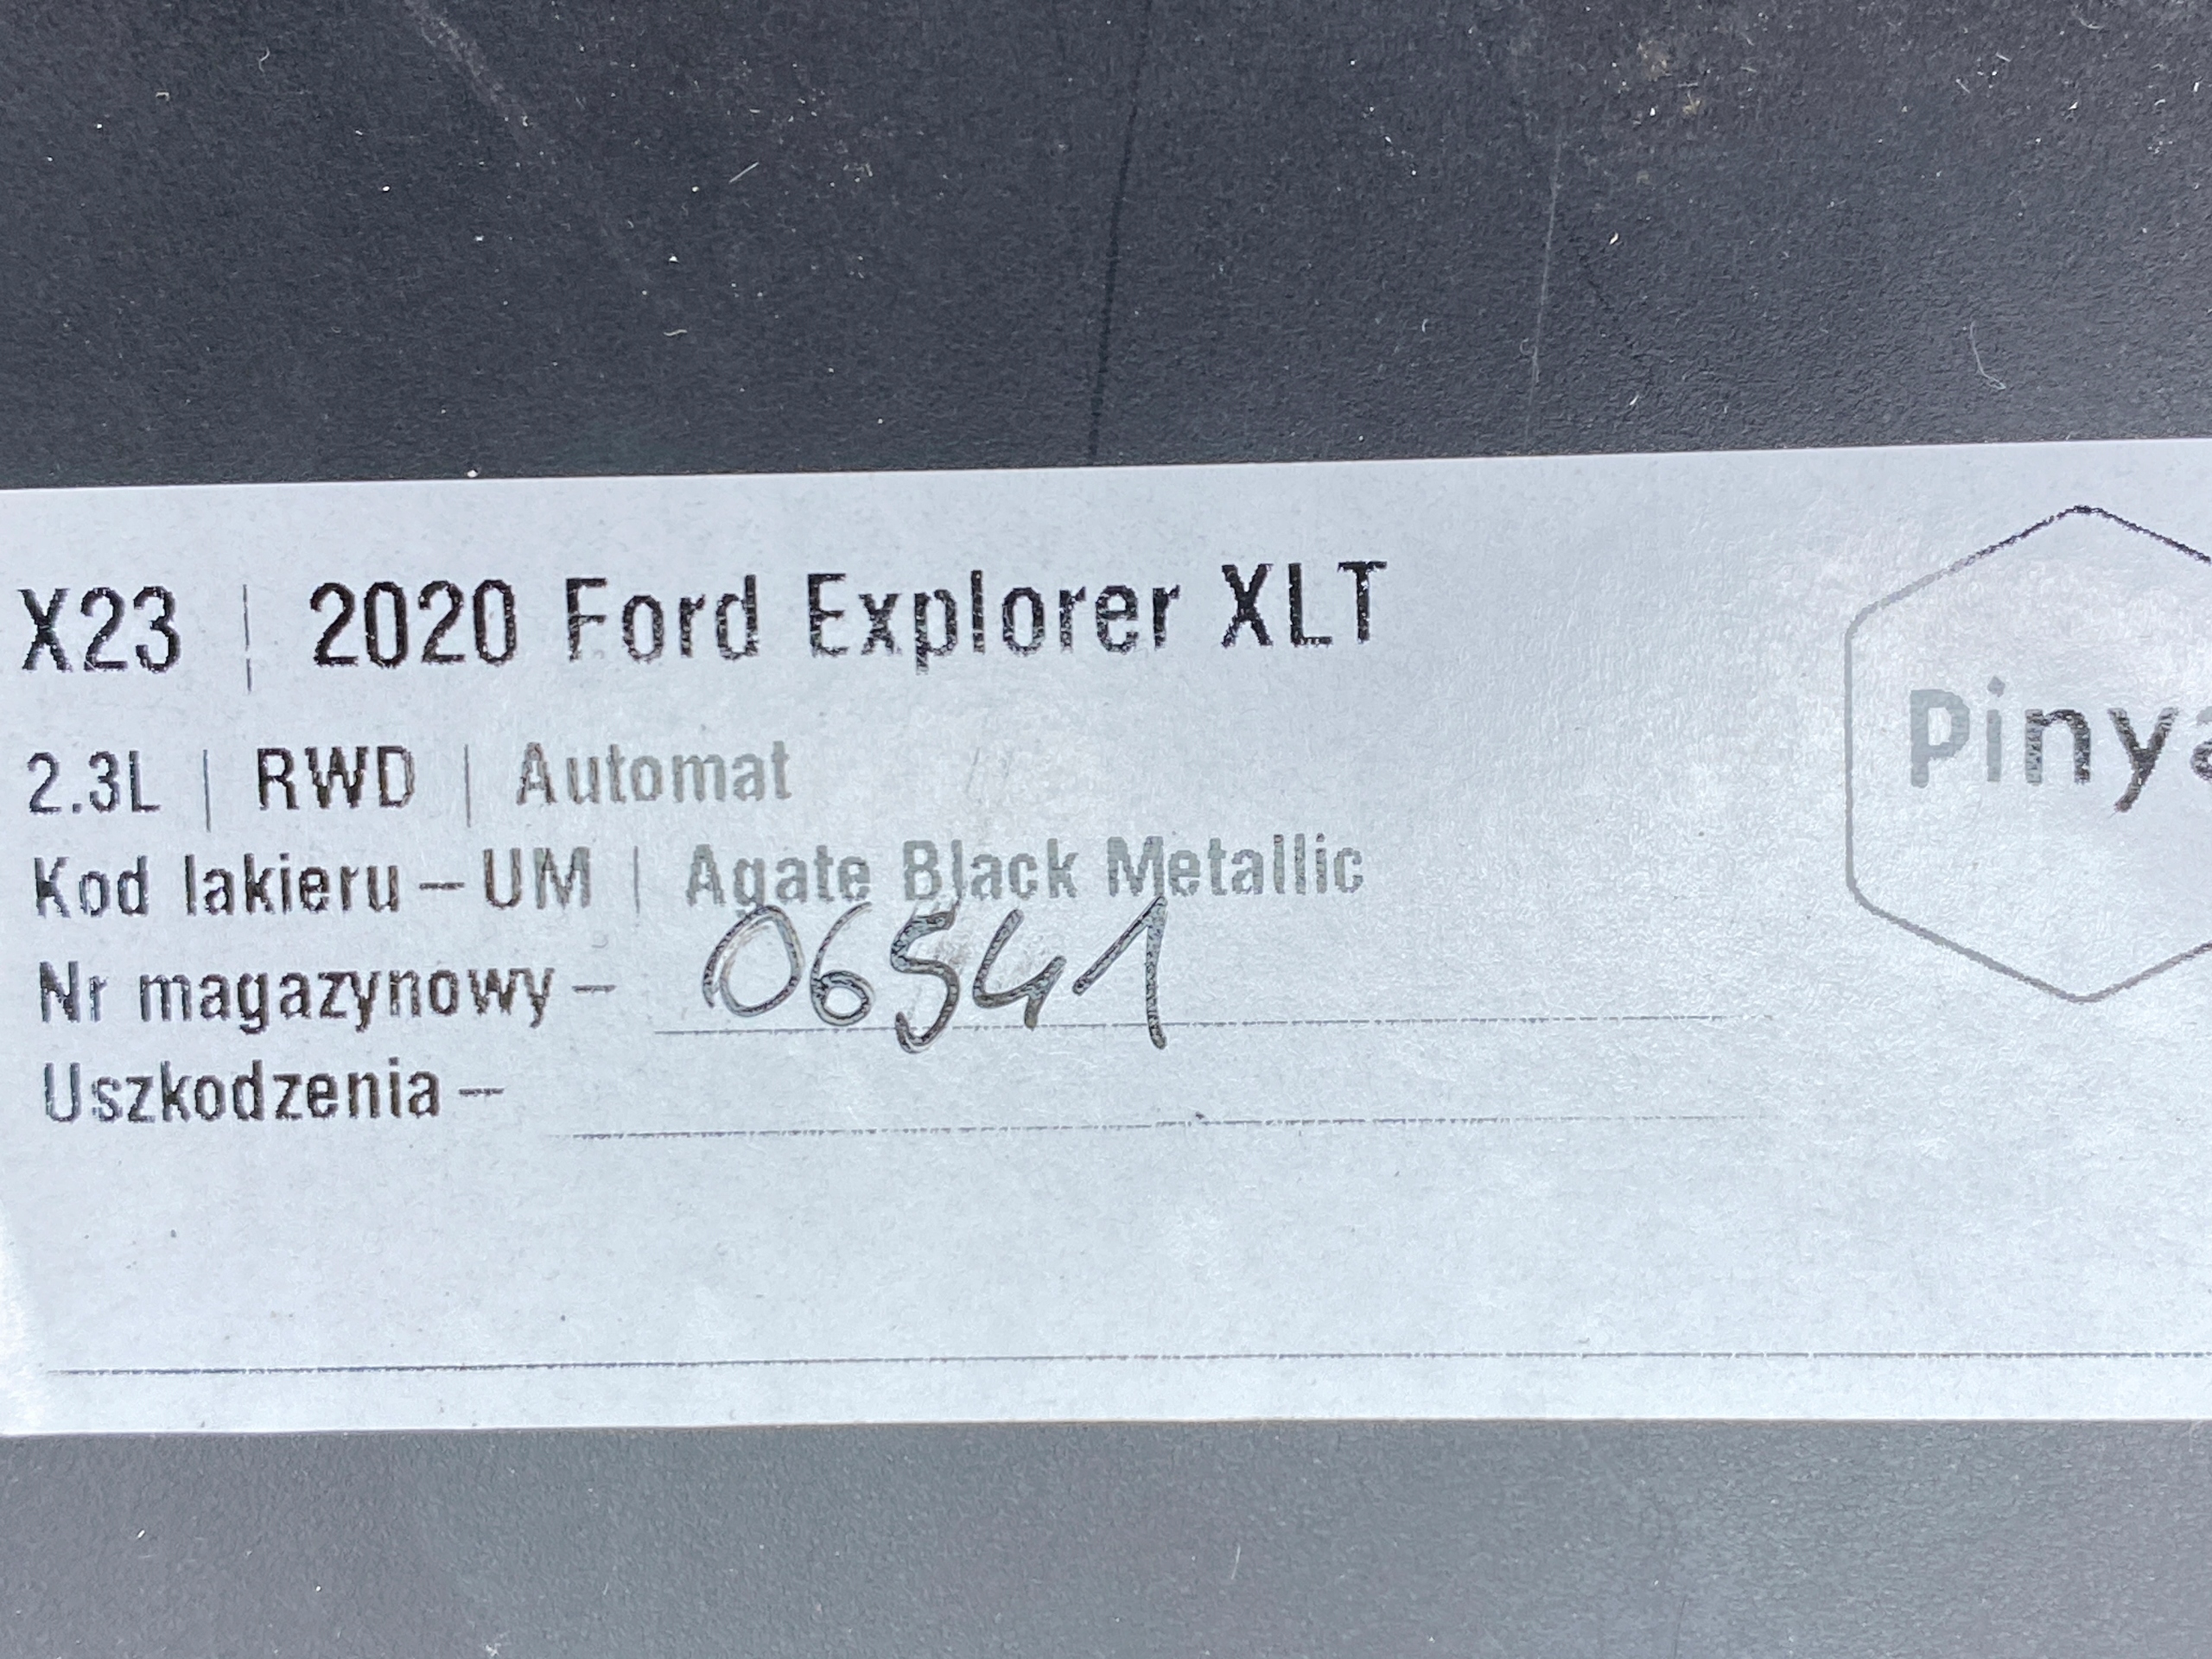 X23 | 2020 Ford Explorer XLT
2.3L | RWD | Automat
Kod lakieru – UM | Agate Black Metallic
Nr magazynowy – 06541
Uszkodzenia –